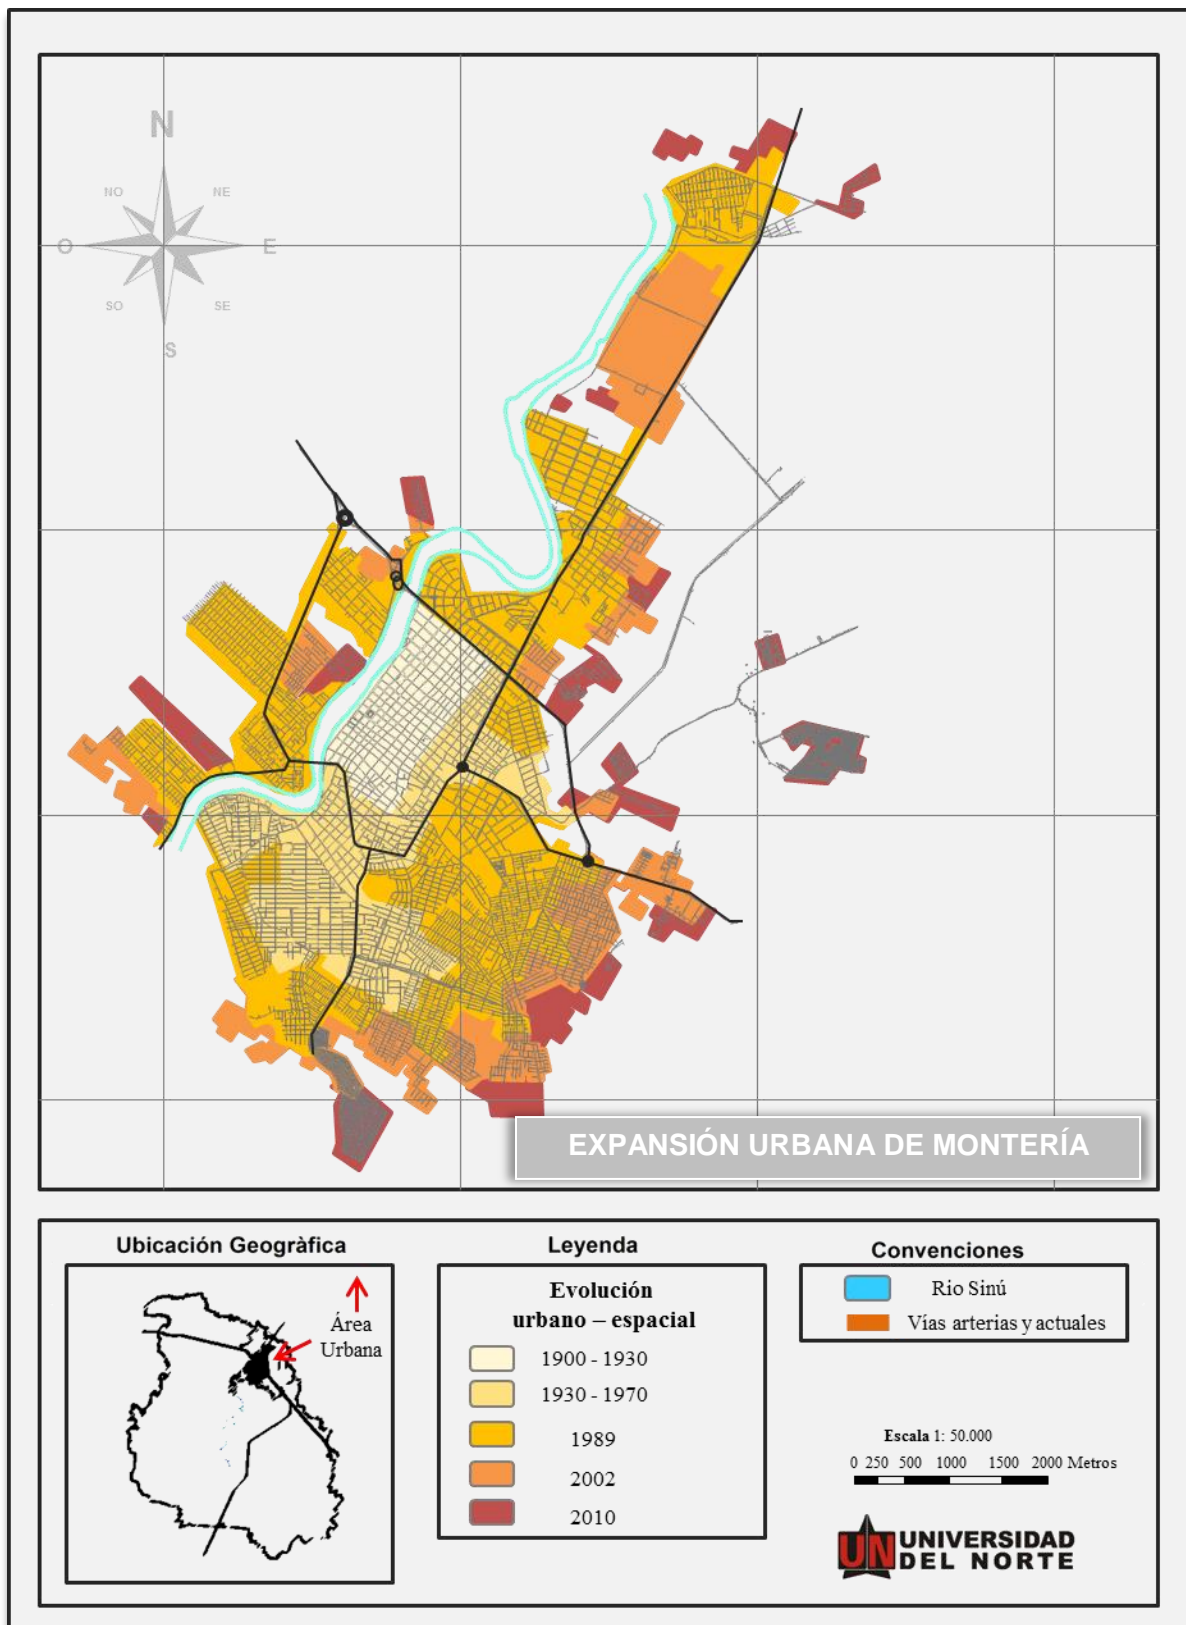 N
NO
NE
O
E
SO
SE
S
EXPANSIÓN URBANA DE MONTERÍA
Ubicación Geogràfica
Área
Urbana
Leyenda
Evolución
urbano – espacial
1900 - 1930
1930 - 1970
1989
2002
2010
Convenciones
Rio Sinú
Vías arterias y actuales
Escala 1: 50.000
0 250 500 1000 1500 2000 Metros
UN UNIVERSIDAD
DEL NORTE